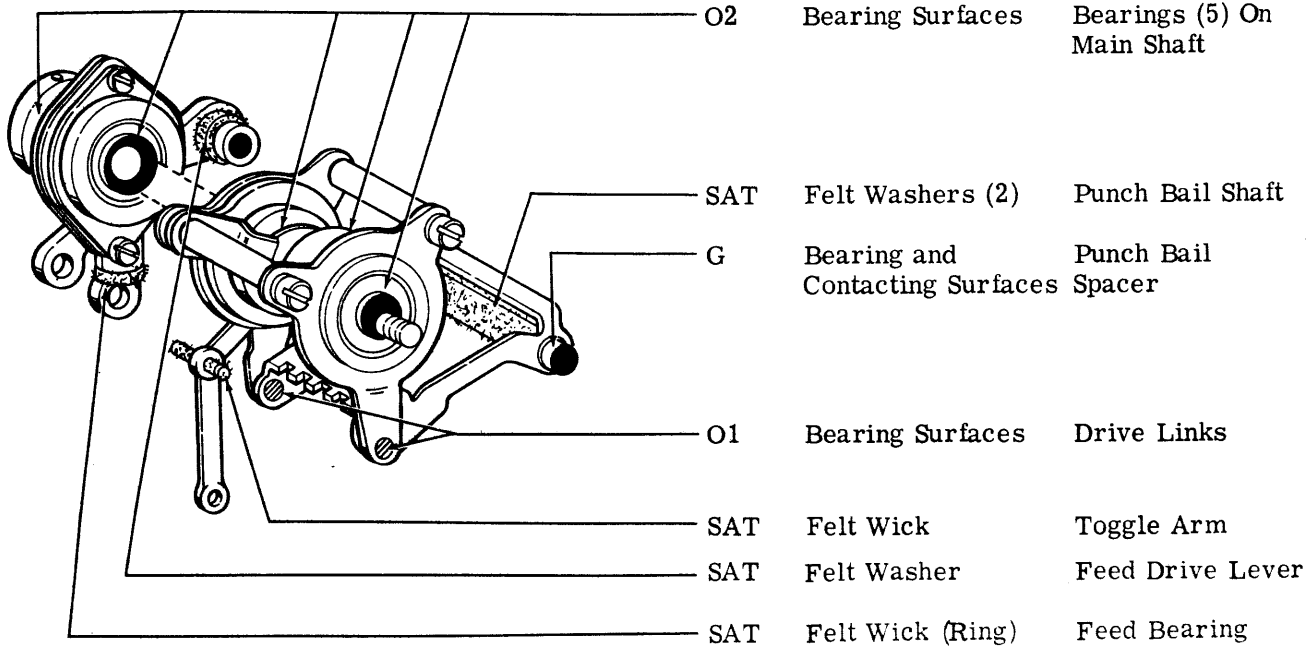 O2 Bearing Surfaces Bearings (5) On
Main Shaft
SAT Felt Washers (2) Punch Bail Shaft
G Bearing and Punch Bail
Contacting Surfaces Spacer
O1 Bearing Surfaces Drive Links
SAT Felt Wick Toggle Arm
SAT Felt Washer Feed Drive Lever
SAT Felt Wick (Ring) Feed Bearing